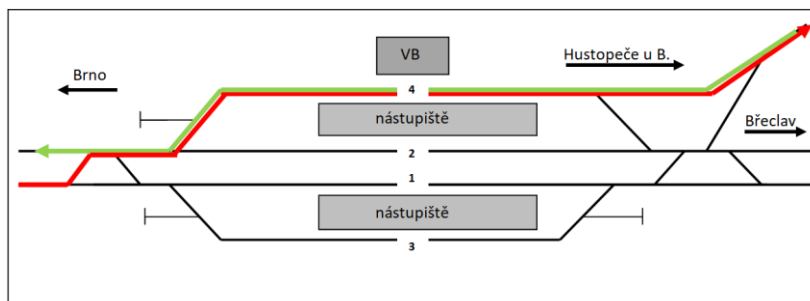 VB
Hustopeče u B.
Brno
4
nástupiště
Břeclav
2
1
nástupiště
3